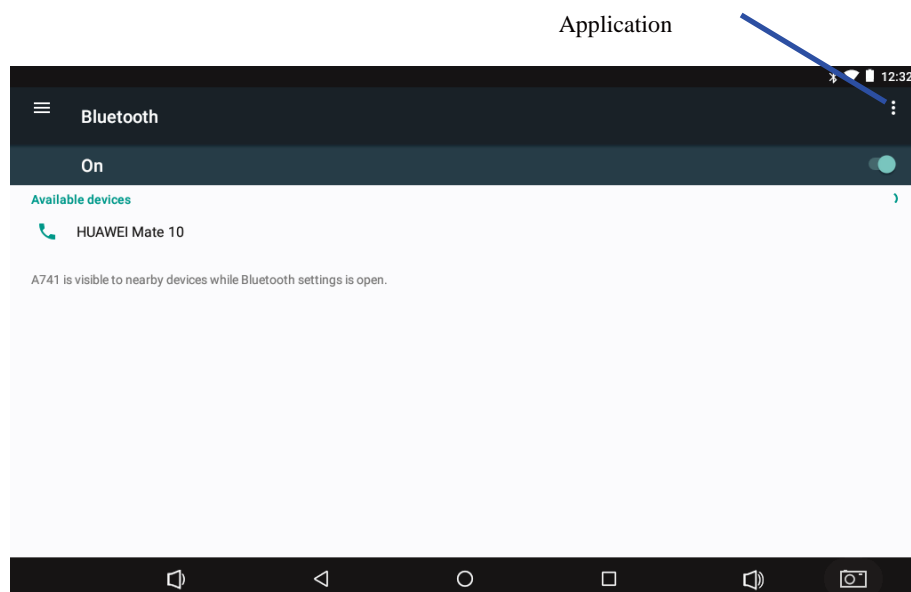 Application
12:32
Bluetooth
On
Available devices
HUAWEI Mate 10
A741 is visible to nearby devices while Bluetooth settings is open.